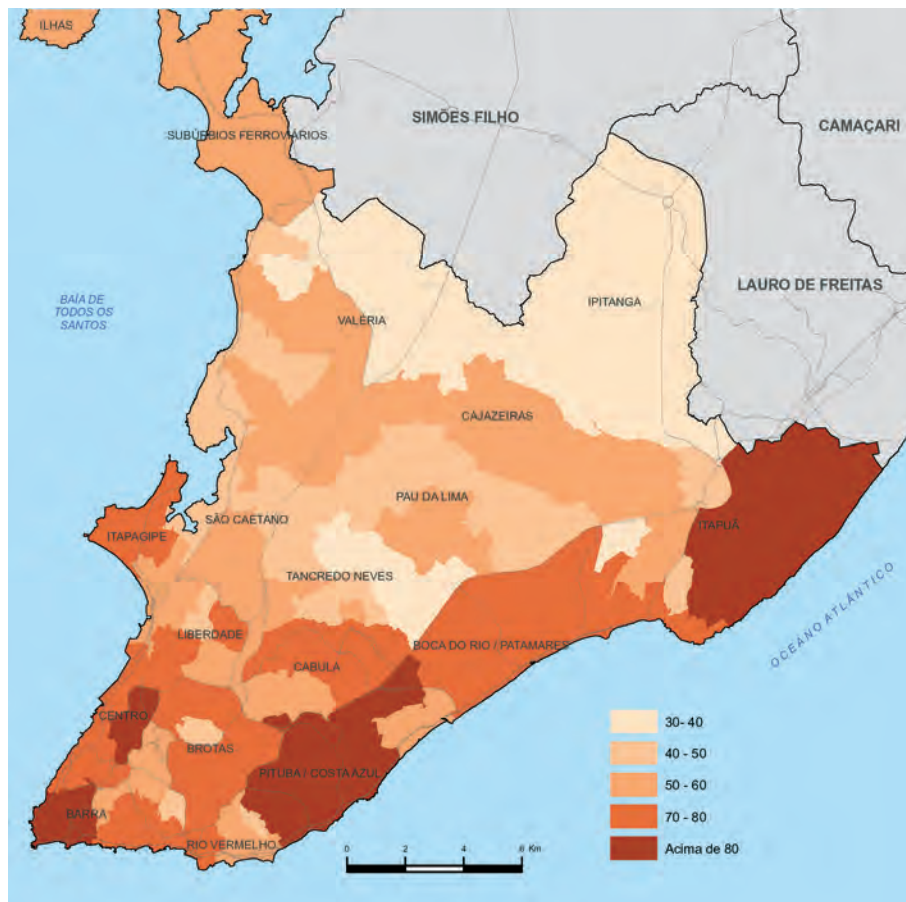 ILHAS
SUBÚRBIOS FERROVIÁRIOS
SIMÕES FILHO
CAMAÇARI
LAURO DE FREITAS
IPITANGA
BAÍA DE
TODOS OS
SANTOS
VALÉRIA
CAJAZEIRAS
PAU DA LIMA
SÃO CAETANO
ITAPUÃ
ITAPAGIPE
TANCREDO NEVES
LIBERDADE
BOCA DO RIO / PATAMARES
CABULA
OCEÂNO ATLÂNTICO
CENTRO
BROTAS
PITUBA / COSTA AZUL
BARRA
RIO VERMELHO
30- 40
40 - 50
50 - 60
70 - 80
Acima de 80
0 2 4 6 Km